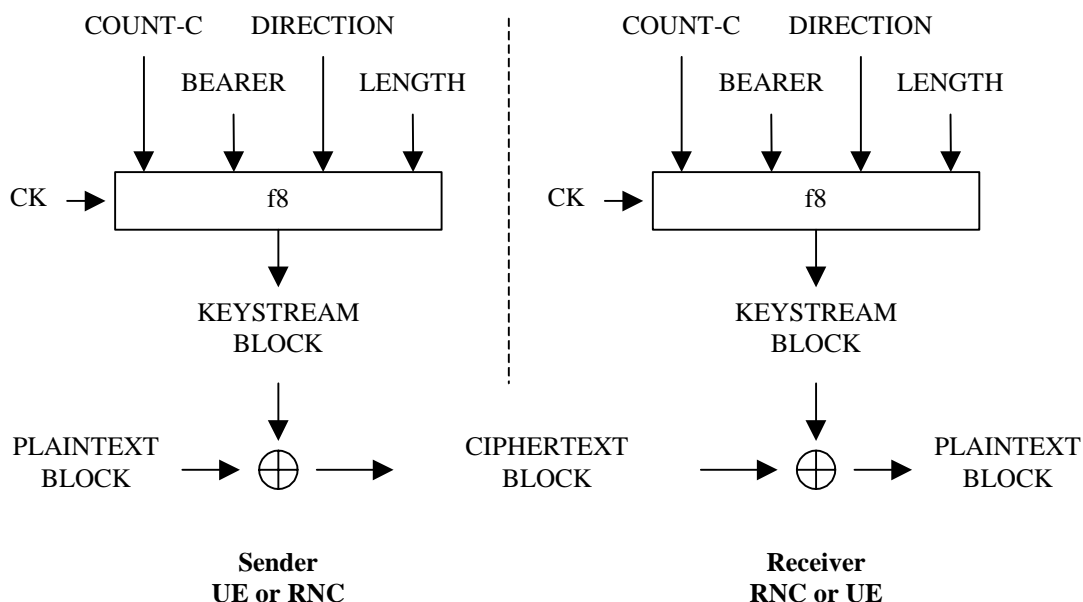 COUNT-C DIRECTION COUNT-C DIRECTION
BEARER LENGTH BEARER LENGTH
CK f8 CK f8
KEYSTREAM KEYSTREAM
BLOCK BLOCK
PLAINTEXT CIPHERTEXT PLAINTEXT
BLOCK BLOCK BLOCK
Sender Receiver
UE or RNC RNC or UE